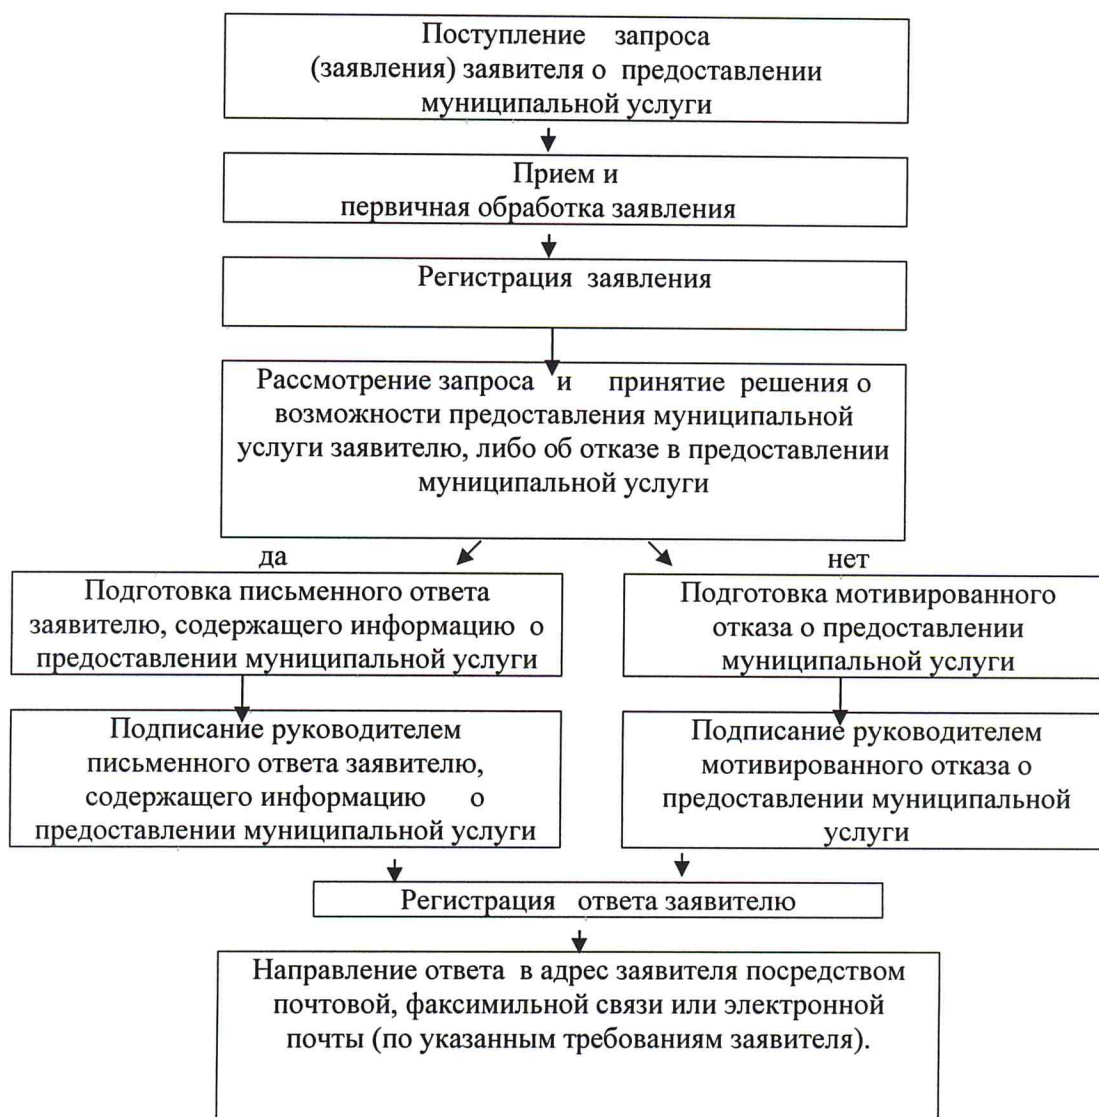 Поступление запроса
(заявления) заявителя о предоставлении
муниципальной услуги
Прием и
первичная обработка заявления
Регистрация заявления
Рассмотрение запроса и принятие решения о
возможности предоставления муниципальной
услуги заявителю, либо об отказе в предоставлении
муниципальной услуги
да
нет
Подготовка письменного ответа
заявителю, содержащего информацию о
предоставлении муниципальной услуги
Подготовка мотивированного
отказа о предоставлении
муниципальной услуги
Подписание руководителем
письменного ответа заявителю,
содержащего информацию о
предоставлении муниципальной услуги
Подписание руководителем
мотивированного отказа о
предоставлении муниципальной
услуги
Регистрация ответа заявителю
Направление ответа в адрес заявителя посредством
почтовой, факсимильной связи или электронной
почты (по указанным требованиям заявителя).